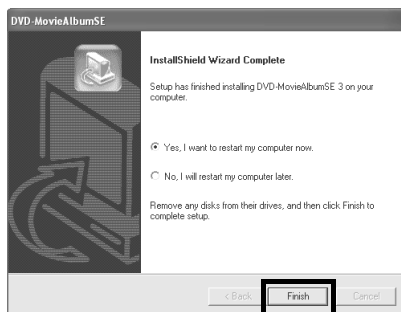 DVD-MovieAlbumSE
InstallShield Wizard Complete
Setup has finished installing DVD-MovieAlbumSE 3 on your
computer.
Yes, I want to restart my computer now.
No, I will restart my computer later.
Remove any disks from their drives, and then click Finish to
complete setup.
< Back Finish Cancel